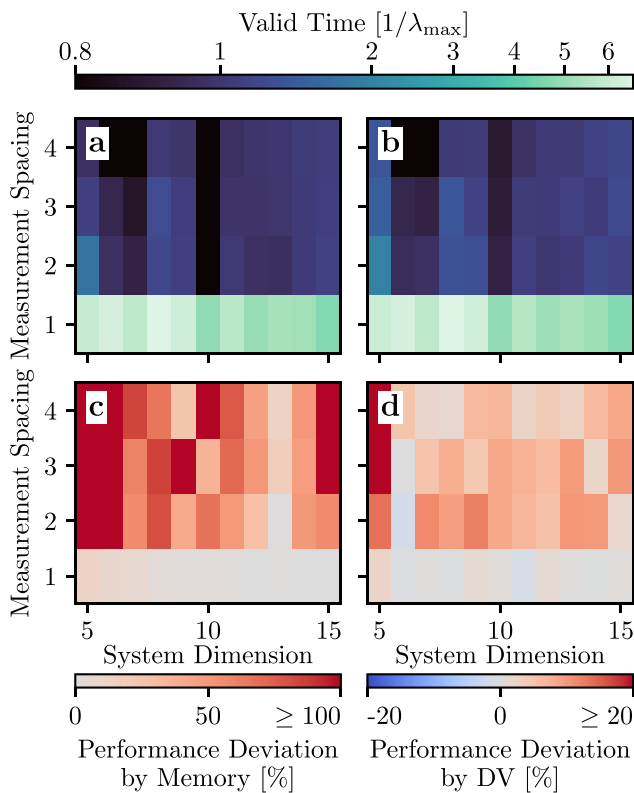 Valid Time [1/λmax]
0.8 1 2 3 4 5 6
a b
Measurement Spacing
4
3
2
1
c d
Measurement Spacing
4
3
2
1
5 10 15 5 10 15
System Dimension System Dimension
0 50 ≥ 100 -20 0 ≥ 20
Performance Deviation Performance Deviation
by Memory [%] by DV [%]